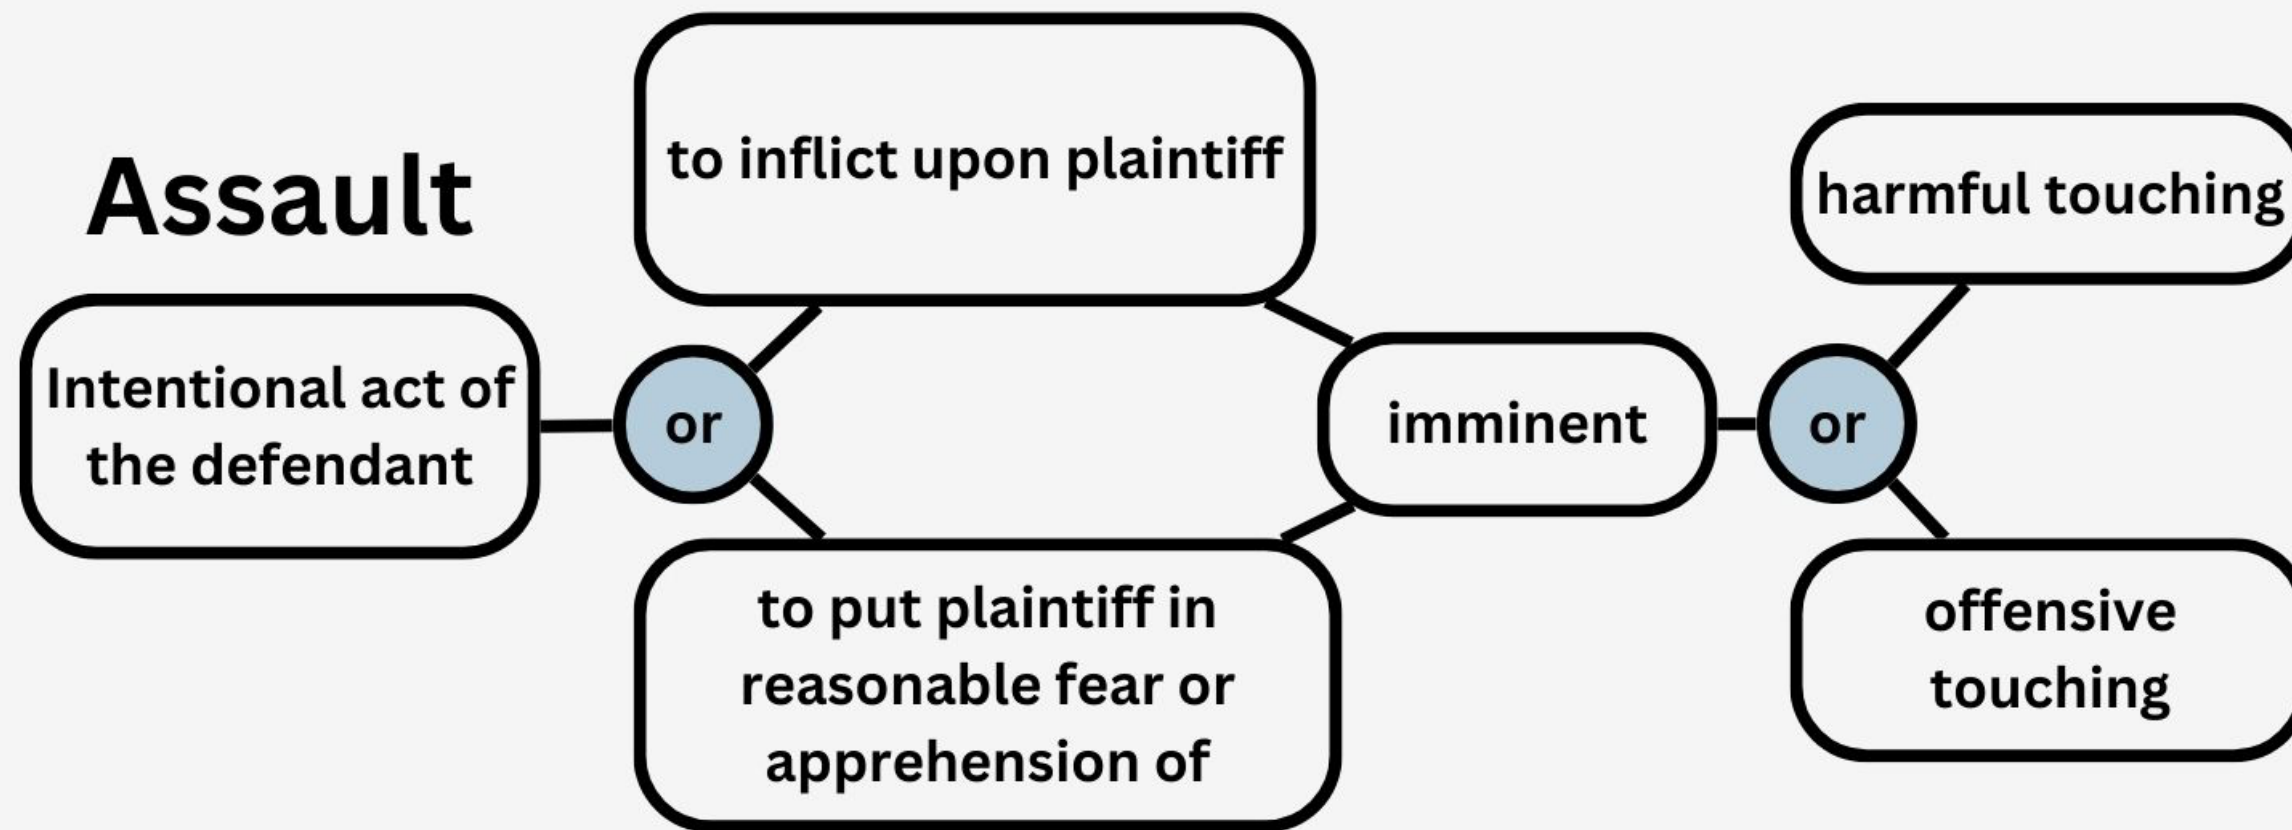 Assault
Intentional act of
the defendant
or
to inflict upon plaintiff
to put plaintiff in
reasonable fear or
apprehension of
imminent
or
harmful touching
offensive
touching